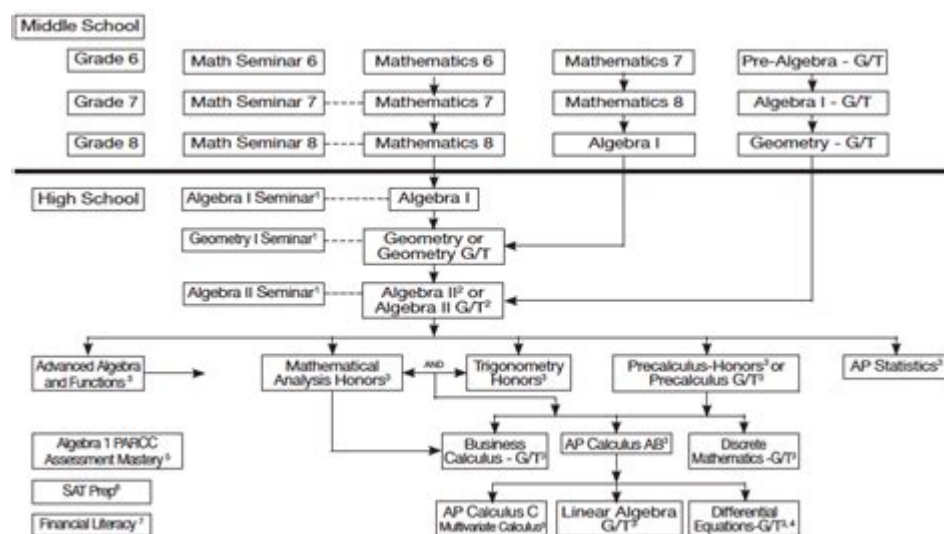 Middle School
Grade 6
Math Seminar 6
Mathematics 6
Mathematics 7
Pre-Algebra - G/T
Grade 7
Math Seminar 7
Mathematics 7
Mathematics 8
Algebra I - G/T
Grade 8
Math Seminar 8
Mathematics 8
Algebra I
Geometry - G/T
High School
Algebra I Seminar¹
Algebra I
Geometry I Seminar¹
Geometry or
Geometry G/T
Algebra II Seminar¹
Algebra II² or
Algebra II G/T²
Advanced Algebra
and Functions ³
Mathematical
Analysis Honors³
AND
Trigonometry
Honors³
Precalculus-Honors³ or
Precalculus G/T³
AP Statistics³
Algebra 1 PARCC
Assessment Mastery ⁵
Business
Calculus - G/T³
AP Calculus AB³
Discrete
Mathematics -G/T³
SAT Prep⁶
Financial Literacy ⁷
AP Calculus C
Multivariate Calculus³
Linear Algebra
G/T³
Differential
Equations-G/T³,⁴